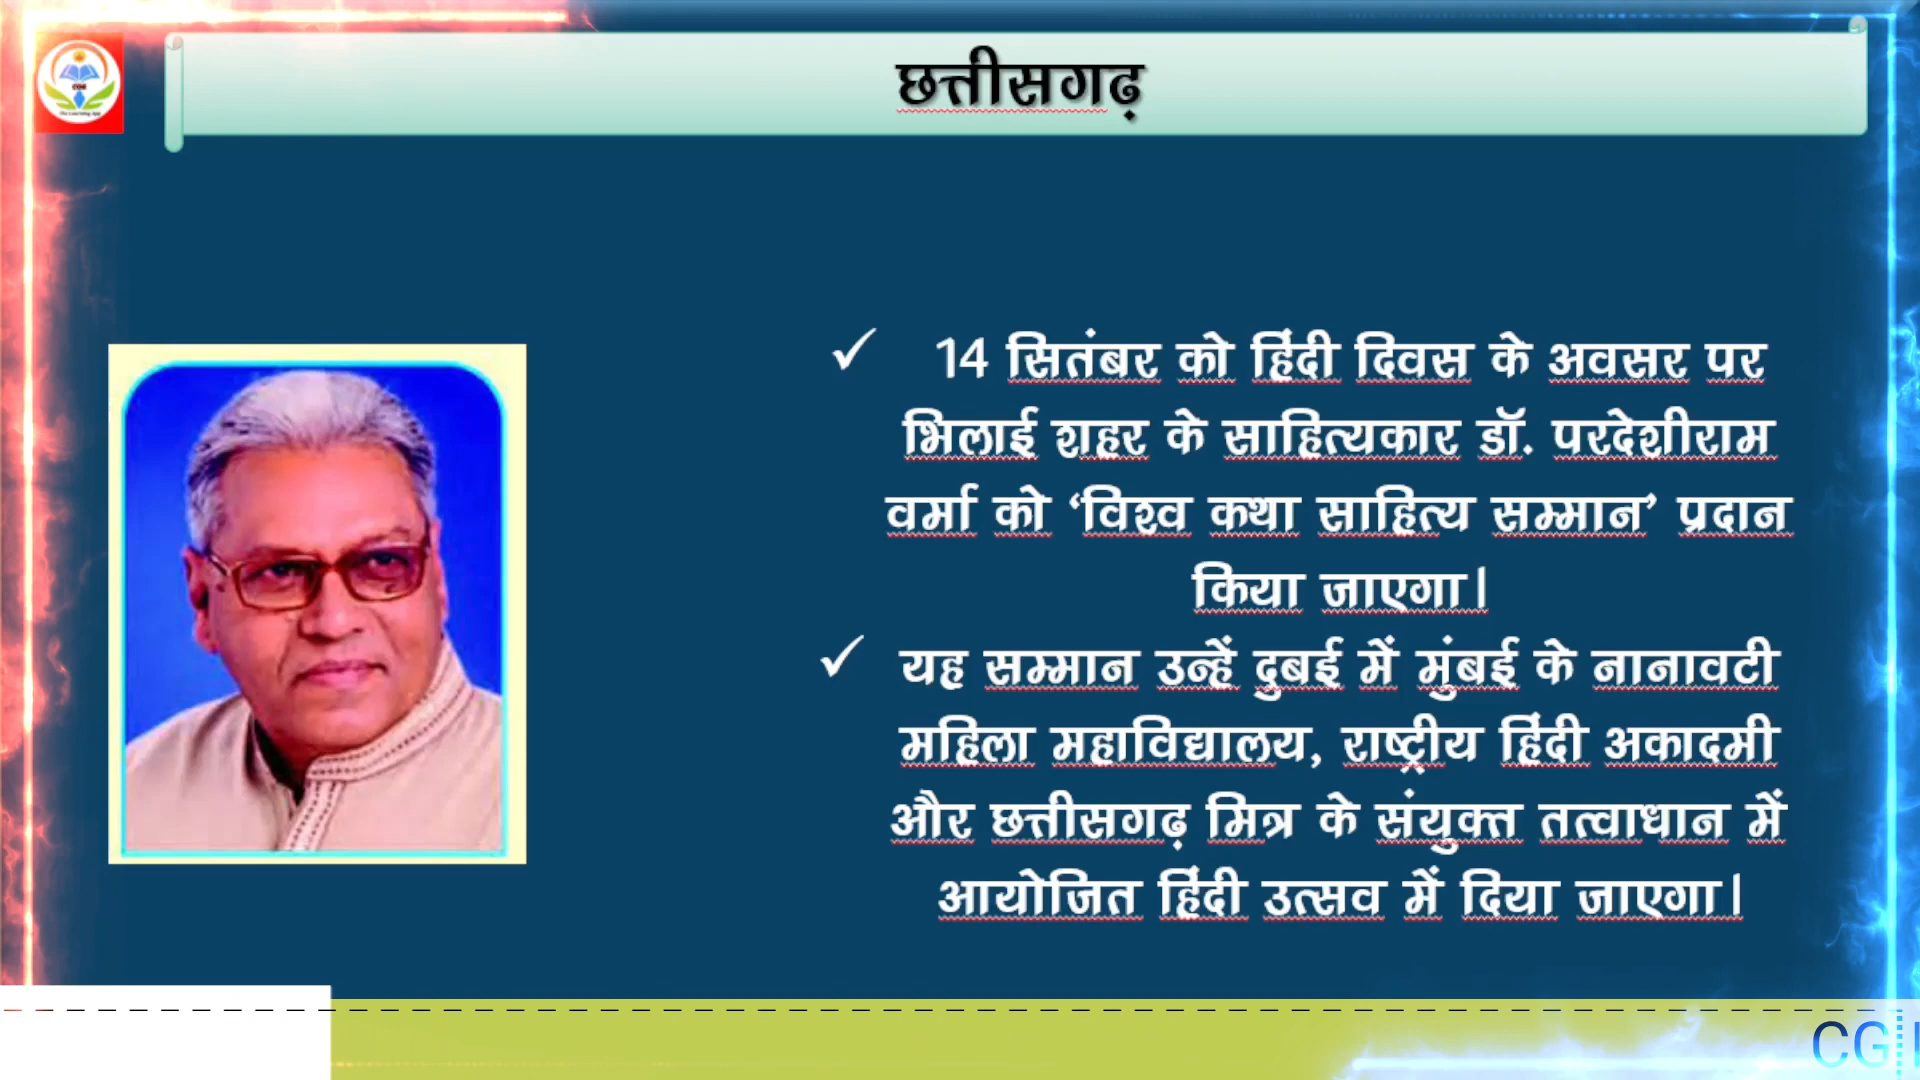 छत्तीसगढ़
✓ 14 सितंबर को हिंदी दिवस के अवसर पर
भिलाई शहर के साहित्यकार डॉ. परदेशीराम
वर्मा को ‘विश्व कथा साहित्य सम्मान’ प्रदान
किया जाएगा।
✓ यह सम्मान उन्हें दुबई में मुंबई के नानावटी
महिला महाविद्यालय, राष्ट्रीय हिंदी अकादमी
और छत्तीसगढ़ मित्र के संयुक्त तत्वाधान में
आयोजित हिंदी उत्सव में दिया जाएगा।
CG